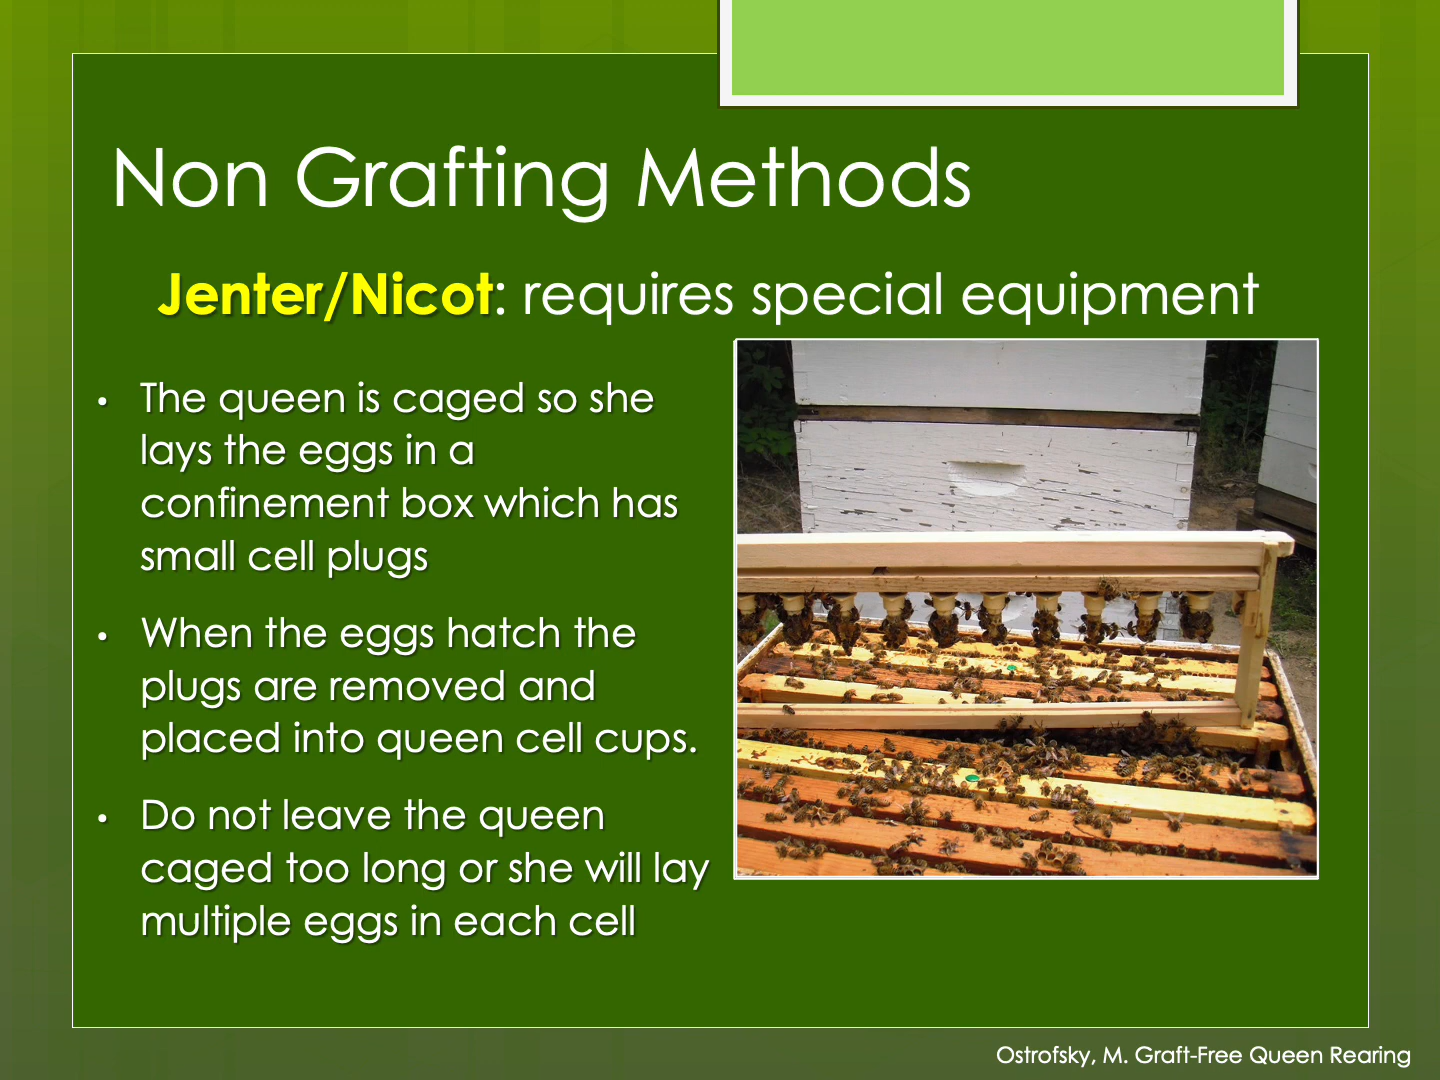 Non Grafting Methods
Jenter/Nicot: requires special equipment
• The queen is caged so she
lays the eggs in a
confinement box which has
small cell plugs
• When the eggs hatch the
plugs are removed and
placed into queen cell cups.
• Do not leave the queen
caged too long or she will lay
multiple eggs in each cell
Ostrofsky, M. Graft-Free Queen Rearing